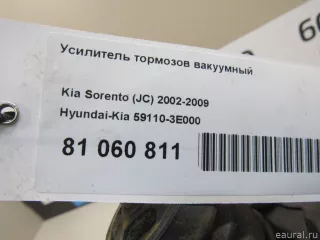 Усилитель тормозов вакуумный
Kia Sorento (JC) 2002-2009
Hyundai-Kia 59110-3E000
81 060 811
eaural.ru